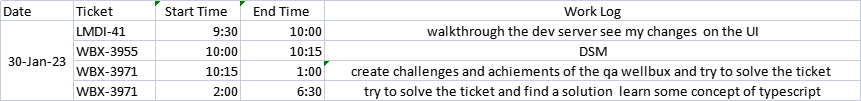 Date Ticket Start Time End Time Work Log
30-Jan-23
LMDI-41 9:30 10:00 walkthrough the dev server see my changes on the UI
WBX-3955 10:00 10:15 DSM
WBX-3971 10:15 1:00 create challenges and achiements of the qa wellbux and try to solve the ticket
WBX-3971 2:00 6:30 try to solve the ticket and find a solution learn some concept of typescript